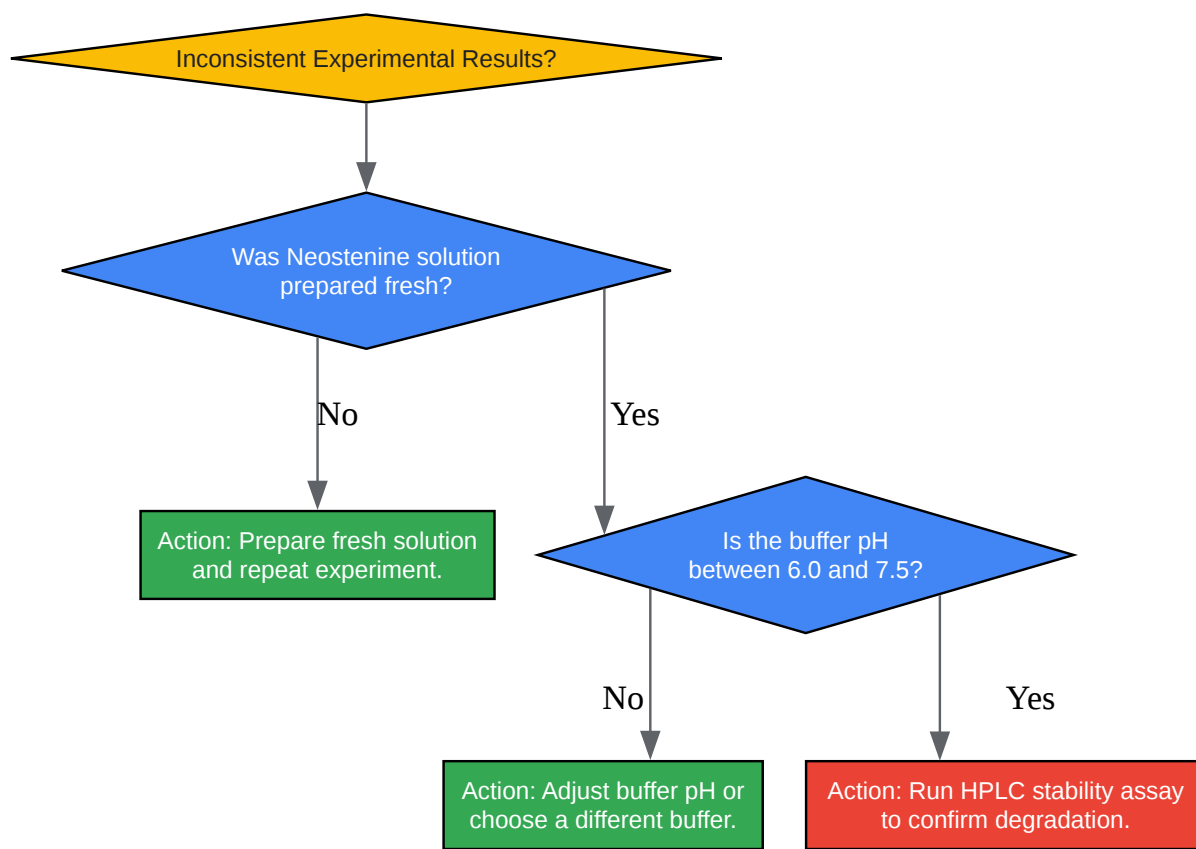 Inconsistent Experimental Results?
Was Neostenine solution
prepared fresh?
No
Yes
Action: Prepare fresh solution
and repeat experiment.
Is the buffer pH
between 6.0 and 7.5?
No
Yes
Action: Adjust buffer pH or
choose a different buffer.
Action: Run HPLC stability assay
to confirm degradation.